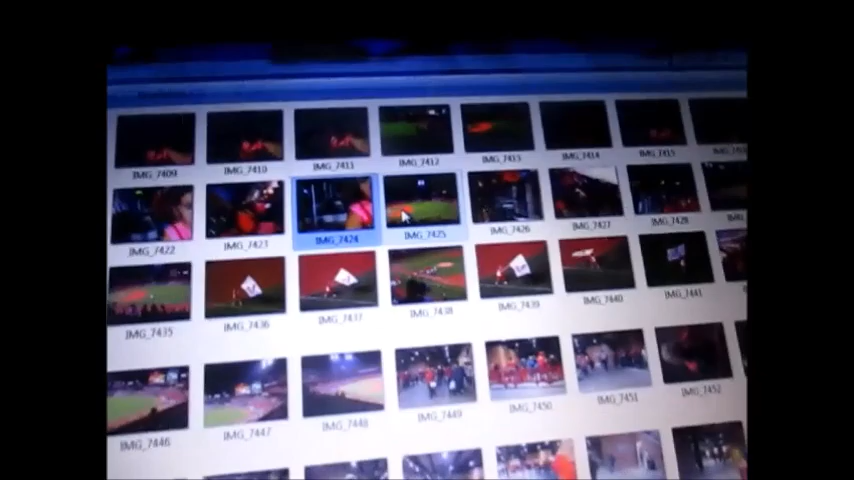 IMG_7409 IMG_7410 IMG_7411 IMG_7412 IMG_7413 IMG_7414 IMG_7415
IMG_7422 IMG_7423 IMG_7424 IMG_7425 IMG_7426 IMG_7427 IMG_7428
IMG_7435 IMG_7436 IMG_7437 IMG_7438 IMG_7439 IMG_7440 IMG_7441
IMG_7446 IMG_7447 IMG_7448 IMG_7449 IMG_7450 IMG_7451 IMG_7452